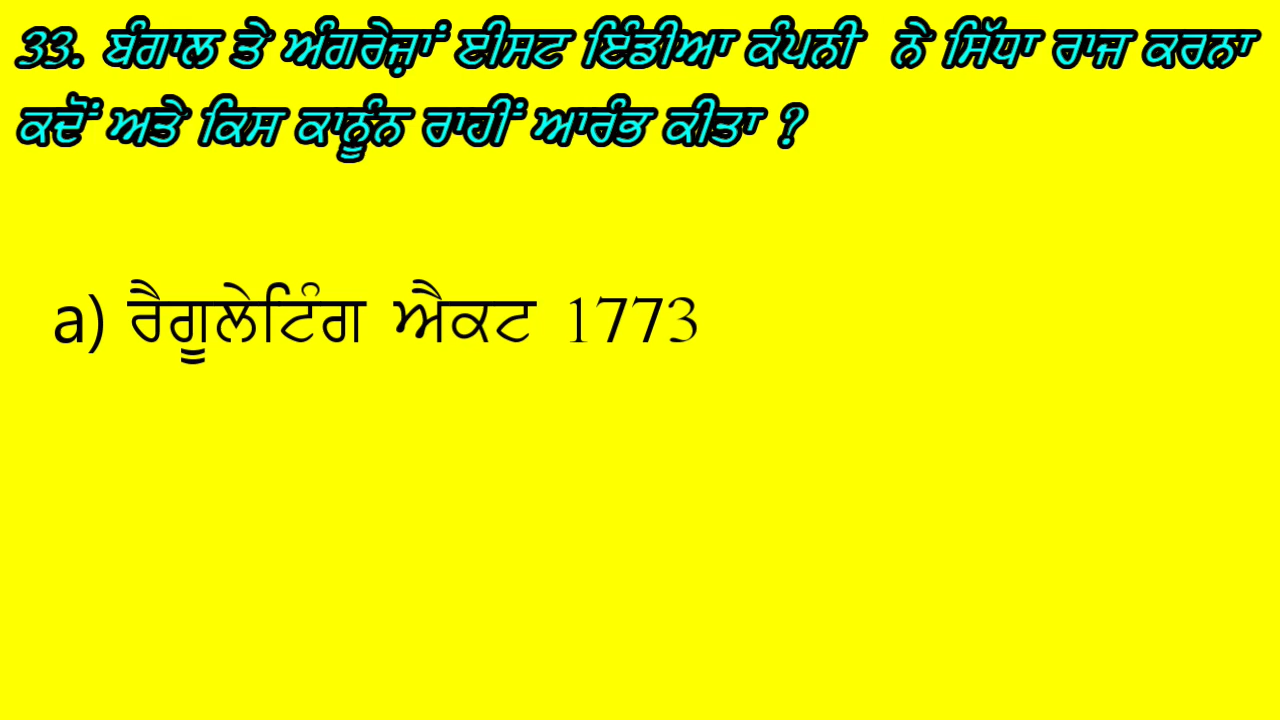 33. ਬੰਗਾਲ ਤੇ ਅੰਗਰੇਜ਼ਾਂ ਈਸਟ ਇੰਡੀਆ ਕੰਪਨੀ ਨੇ ਸਿੱਧਾ ਰਾਜ ਕਰਨਾ
ਕਦੋਂ ਅਤੇ ਕਿਸ ਕਾਨੂੰਨ ਰਾਹੀਂ ਆਰੰਭ ਕੀਤਾ ?
a) ਰੈਗੂਲੇਟਿੰਗ ਐਕਟ 1773